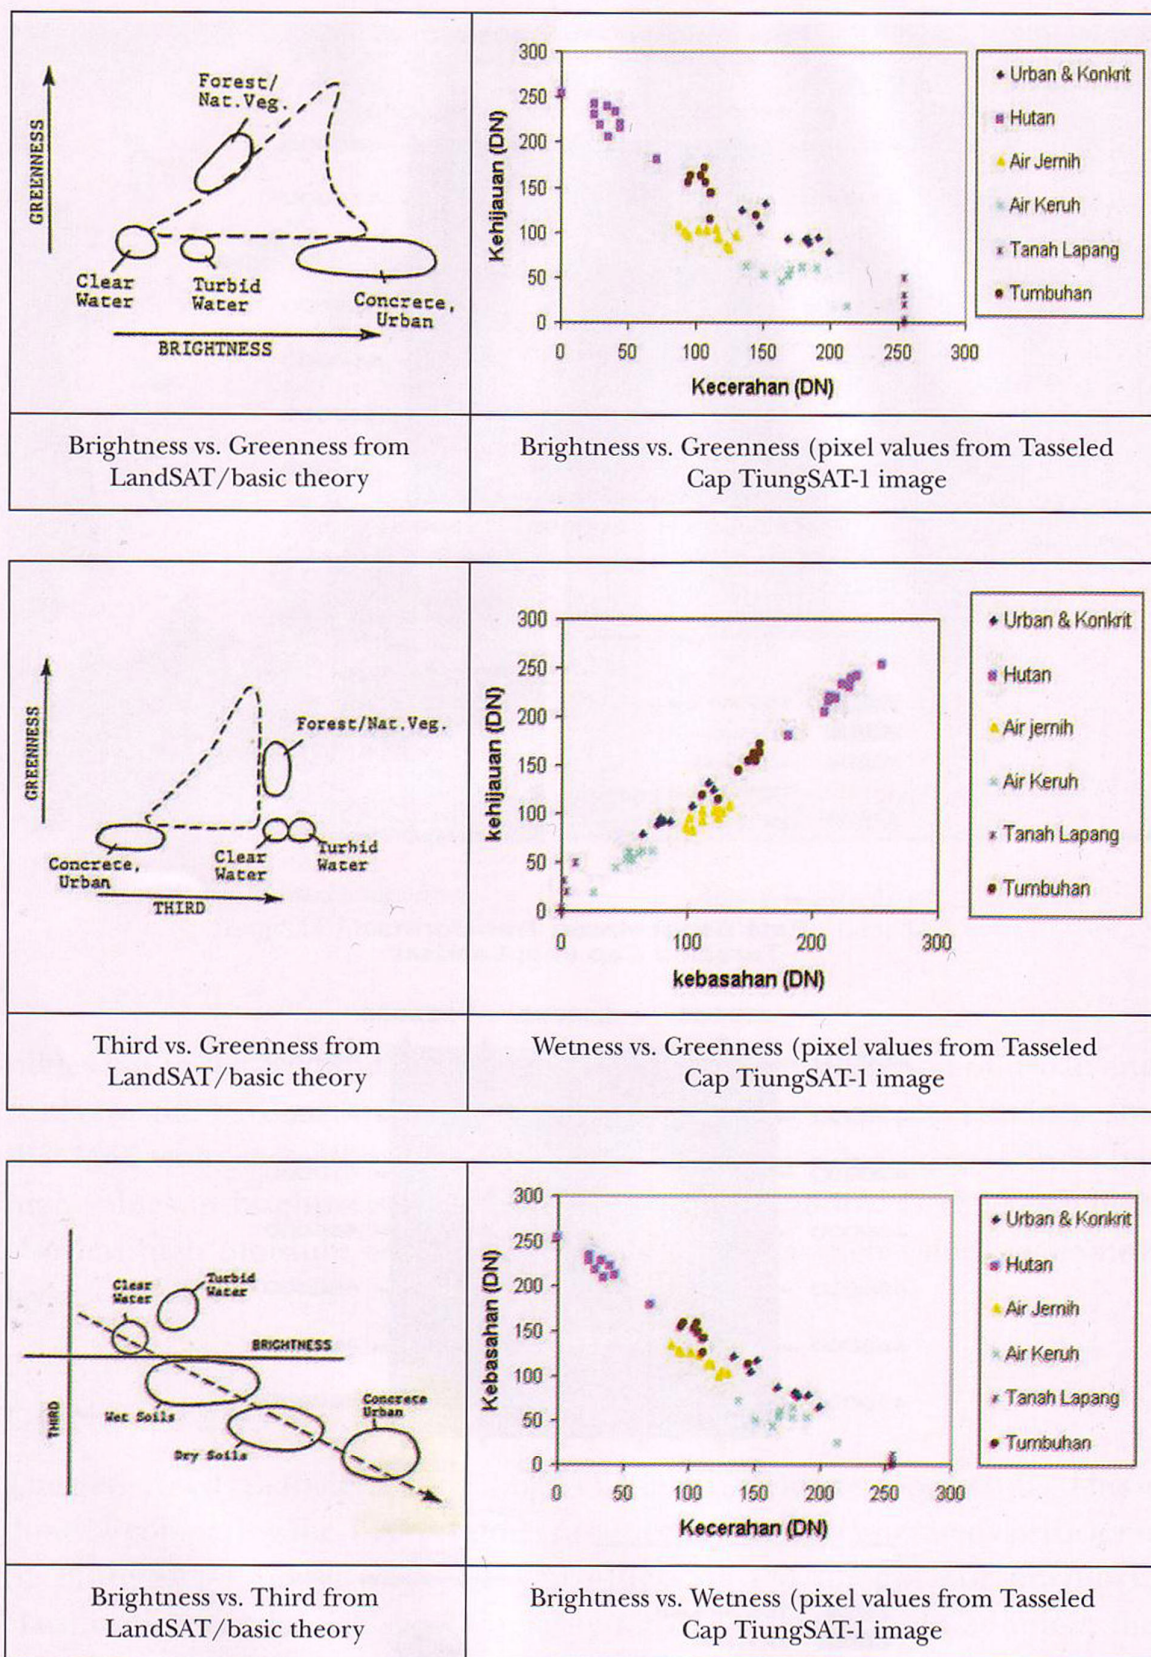 GREENNESS
Forest/
Nat.Veg.
Clear
Water
Turbid
Water
Concrete,
Urban
BRIGHTNESS
Kehijauan (DN)
300
250
200
150
100
50
0
0 50 100 150 200 250 300
Kecerahan (DN)
Urban & Konkrit
Hutan
Air Jernih
Air Keruh
Tanah Lapang
Tumbuhan
Brightness vs. Greenness from
LandSAT/basic theory
Brightness vs. Greenness (pixel values from Tasseled
Cap TiungSAT-1 image
GREENNESS
Forest/Nat.Veg.
Concrete,
Urban
Clear
Water
Turbid
Water
THIRD
kehijauan (DN)
300
250
200
150
100
50
0
0 100 200 300
kebasahan (DN)
Urban & Konkrit
Hutan
Air jernih
Air Keruh
Tanah Lapang
Tumbuhan
Third vs. Greenness from
LandSAT/basic theory
Wetness vs. Greenness (pixel values from Tasseled
Cap TiungSAT-1 image
Clear
Water
Turbid
Water
BRIGHTNESS
THIRD
Wet Soils
Dry Soils
Concrete
Urban
Kebasahan (DN)
300
250
200
150
100
50
0
0 50 100 150 200 250 300
Kecerahan (DN)
Urban & Konkrit
Hutan
Air Jernih
Air Keruh
Tanah Lapang
Tumbuhan
Brightness vs. Third from
LandSAT/basic theory
Brightness vs. Wetness (pixel values from Tasseled
Cap TiungSAT-1 image